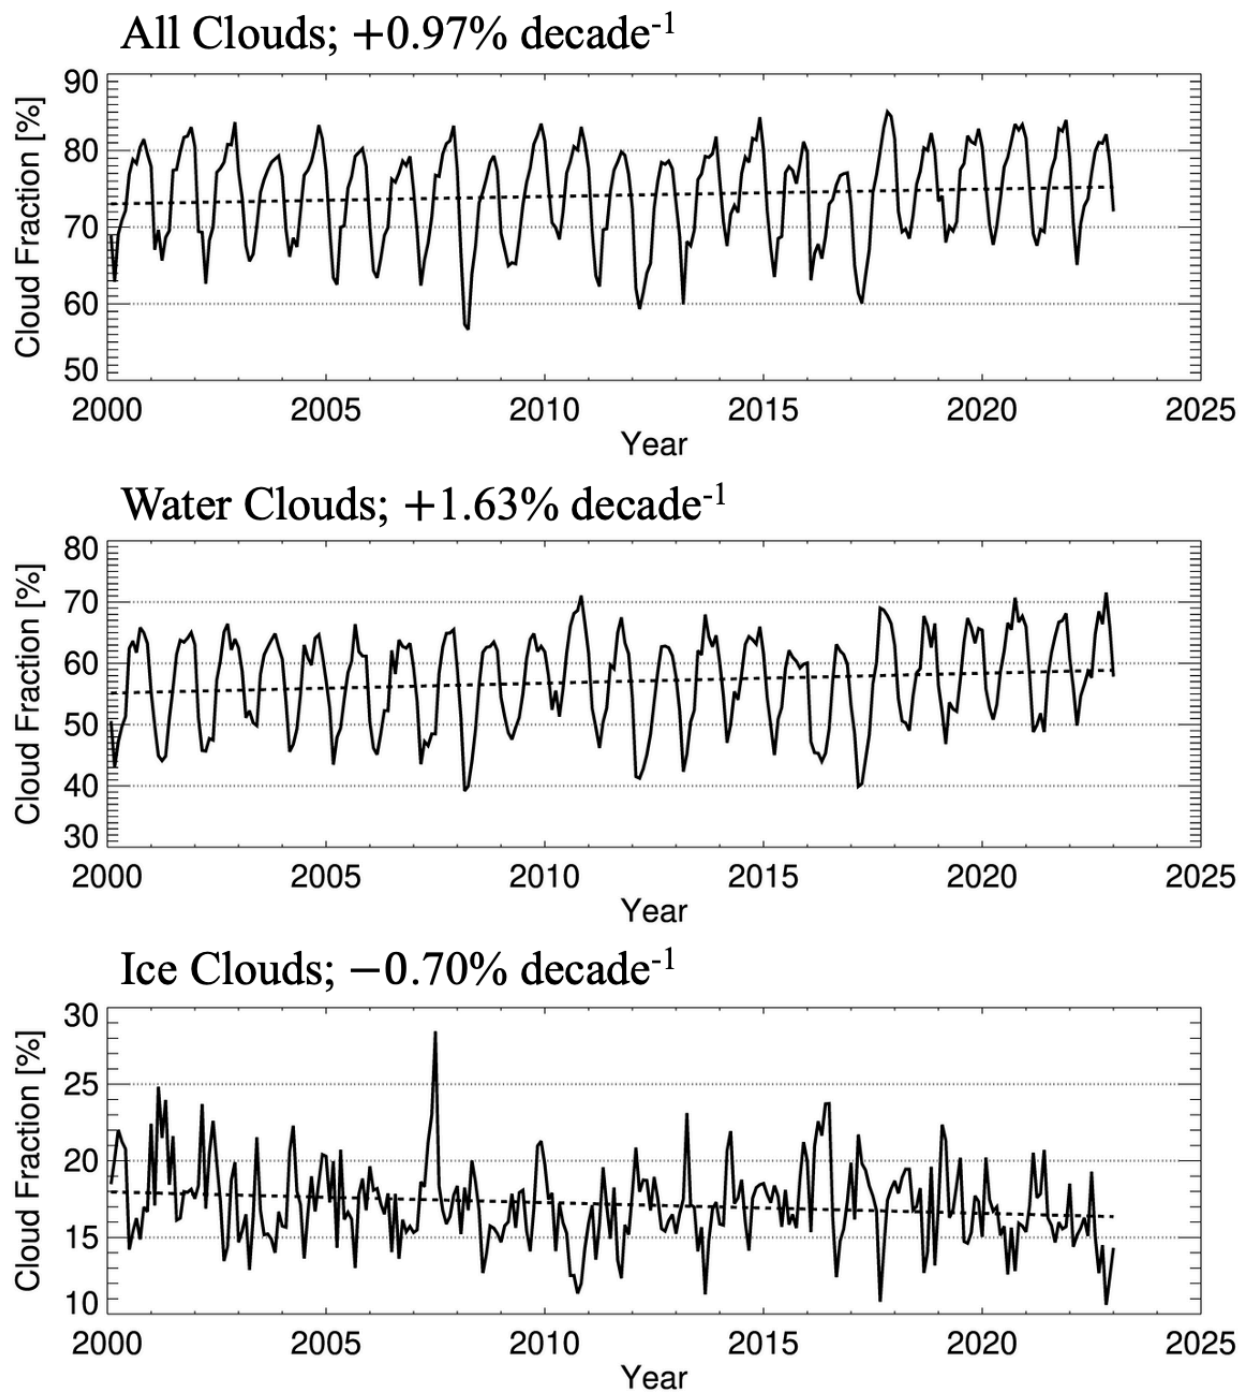 All Clouds; +0.97% decade⁻¹
Cloud Fraction [%]
90
80
70
60
50
2000 2005 2010 2015 2020 2025
Year
Water Clouds; +1.63% decade⁻¹
Cloud Fraction [%]
80
70
60
50
40
30
2000 2005 2010 2015 2020 2025
Year
Ice Clouds; −0.70% decade⁻¹
Cloud Fraction [%]
30
25
20
15
10
2000 2005 2010 2015 2020 2025
Year